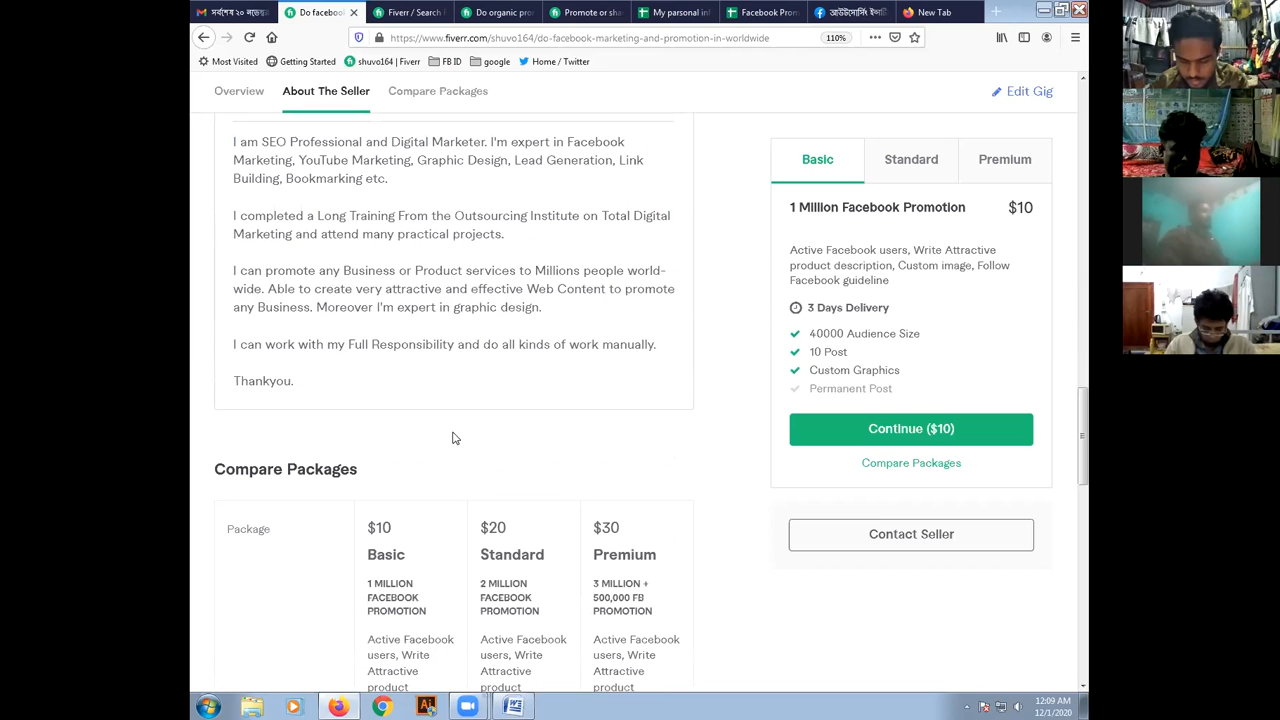 সর্বশেষ ২০ নভেম্বর
Do facebook
Fiverr / Search
Do organic pro
Promote or sha
My parsonal inf
Facebook Prom
আউটসোর্সিং ইন্সটি
New Tab
https://www.fiverr.com/shuvo164/do-facebook-marketing-and-promotion-in-worldwide
110%
Most Visited
Getting Started
shuvo164 | Fiverr
FB ID
google
Home / Twitter
Overview
About The Seller
Compare Packages
Edit Gig
I am SEO Professional and Digital Marketer. I'm expert in Facebook
Marketing, YouTube Marketing, Graphic Design, Lead Generation, Link
Building, Bookmarking etc.
I completed a Long Training From the Outsourcing Institute on Total Digital
Marketing and attend many practical projects.
I can promote any Business or Product services to Millions people world-
wide. Able to create very attractive and effective Web Content to promote
any Business. Moreover I'm expert in graphic design.
I can work with my Full Responsibility and do all kinds of work manually.
Thankyou.
Compare Packages
Package
$10
Basic
1 MILLION
FACEBOOK
PROMOTION
Active Facebook
users, Write
Attractive
product
$20
Standard
2 MILLION
FACEBOOK
PROMOTION
Active Facebook
users, Write
Attractive
product
$30
Premium
3 MILLION +
500,000 FB
PROMOTION
Active Facebook
users, Write
Attractive
product
Basic
Standard
Premium
1 Million Facebook Promotion
$10
Active Facebook users, Write Attractive
product description, Custom image, Follow
Facebook guideline
3 Days Delivery
40000 Audience Size
10 Post
Custom Graphics
Permanent Post
Continue ($10)
Compare Packages
Contact Seller
Ai
12:09 AM
12/1/2020